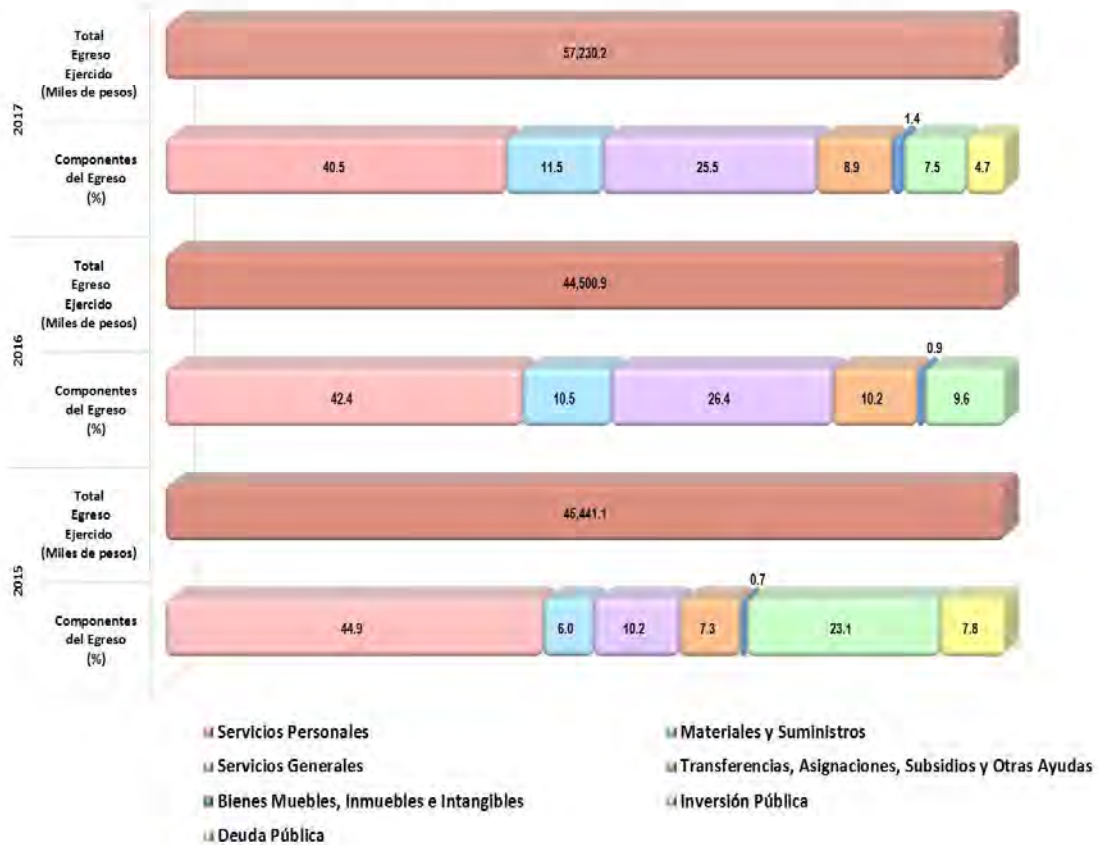 Total
Egreso
Ejercido
(Miles de pesos)
57,230.2
2017
1.4
Componentes
del Egreso
(%)
40.5
11.5
25.5
8.9
7.5
4.7
Total
Egreso
Ejercido
(Miles de pesos)
44,500.9
2016
0.9
Componentes
del Egreso
(%)
42.4
10.5
26.4
10.2
9.6
Total
Egreso
Ejercido
(Miles de pesos)
45,441.1
2015
0.7
Componentes
del Egreso
(%)
44.9
6.0
10.2
7.3
23.1
7.8
Servicios Personales
Materiales y Suministros
Servicios Generales
Transferencias, Asignaciones, Subsidios y Otras Ayudas
Bienes Muebles, Inmuebles e Intangibles
Inversión Pública
Deuda Pública